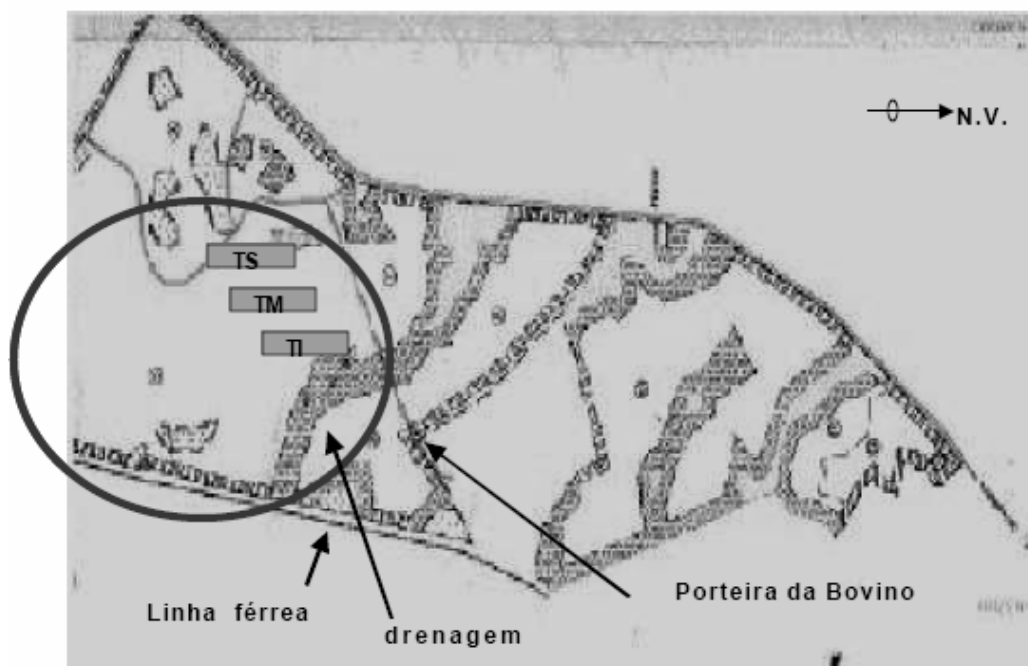 N.V.
TS
TM
TI
Porteira da Bovino
Linha férrea
drenagem